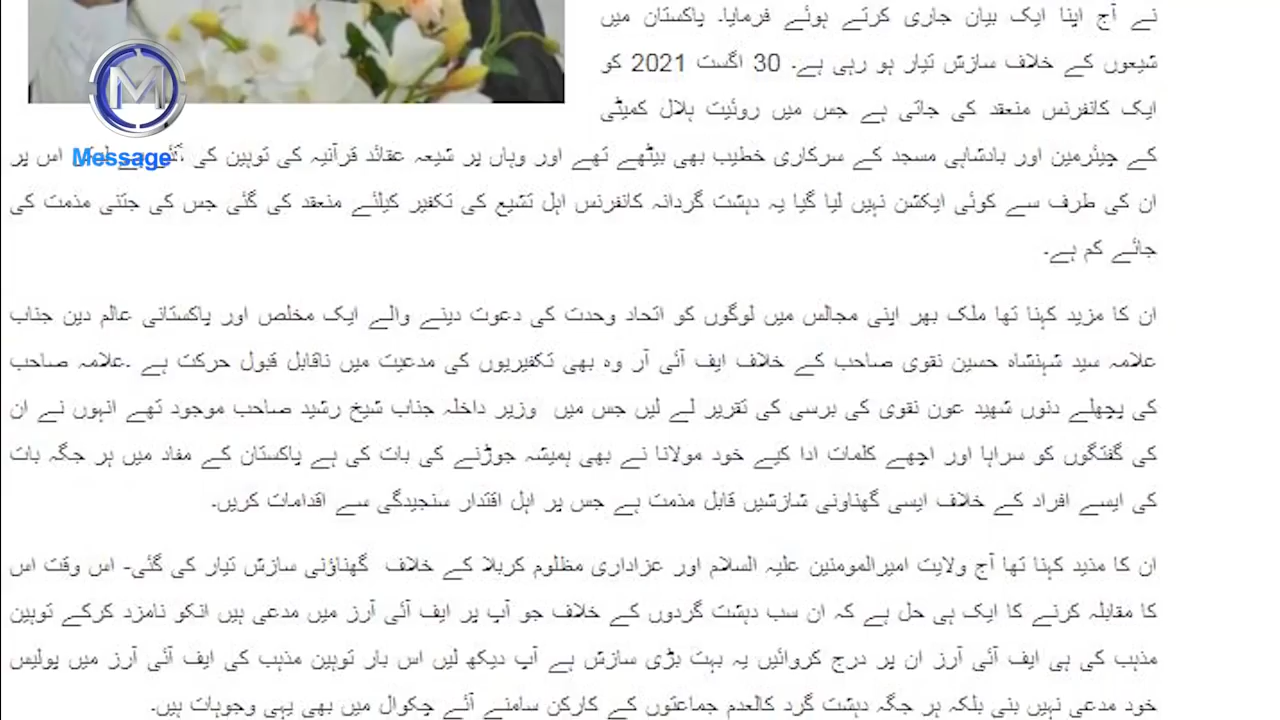 نے آج اپنا ایک بیان جاری کرتے ہوئے فرمایا۔ پاکستان میں
شیعوں کے خلاف سازش تیار ہو رہی ہے۔ 30 اگست 2021 کو
ایک کانفرنس منعقد کی جاتی ہے جس میں روئیت ہلال کمیٹی
کے چیئرمین اور بادشاہی مسجد کے سرکاری خطیب بھی بیٹھے تھے اور وہاں پر شیعہ عقائد قرآنیہ کی توہین کی اس پر
ان کی طرف سے کوئی ایکشن نہیں لیا گیا یہ دہشت گردانہ کانفرنس اہل تشیع کی تکفیر کیلئے منعقد کی گئی جس کی جتنی مذمت کی
جائے کم ہے۔
ان کا مزید کہنا تھا ملک بھر اپنی مجالس میں لوگوں کو اتحاد وحدت کی دعوت دینے والے ایک مخلص اور پاکستانی عالم دین جناب
علامہ سید شہنشاہ حسین نقوی صاحب کے خلاف ایف آئی آر وہ بھی تکفیریوں کی مدعیت میں ناقابل قبول حرکت ہے ۔علامہ صاحب
کی پچھلے دنوں شھید عون نقوی کی برسی کی تقریر لے لیں جس میں وزیر داخلہ جناب شیخ رشید صاحب موجود تھے انہوں نے ان
کی گفتگوں کو سراہا اور اچھے کلمات ادا کیے خود مولانا نے بھی ہمیشہ جوڑنے کی بات کی ہے پاکستان کے مفاد میں ہر جگہ بات
کی ایسے افراد کے خلاف ایسی گھناونی شازشیں قابل مذمت ہے جس پر اہل اقتدار سنجیدگی سے اقدامات کریں۔
ان کا مذید کہنا تھا آج ولایت امیرالمومنین علیہ السلام اور عزاداری مظلوم کربلا کے خلاف گھناؤنی سازش تیار کی گئی- اس وقت اس
کا مقابلہ کرنے کا ایک ہی حل ہے کہ ان سب دہشت گردوں کے خلاف جو آپ پر ایف آئی آرز میں مدعی ہیں انکو نامزد کرکے توہین
مذہب کی ہی ایف آئی آرز ان پر درج کروائیں یہ بہت بڑی سازش ہے آپ دیکھ لیں اس بار توہین مذہب کی ایف آئی آرز میں پولیس
خود مدعی نہیں بنی بلکہ ہر جگہ دہشت گرد کالعدم جماعتوں کے کارکن سامنے آئے چکوال میں بھی یہی وجوہات ہیں۔
M
Message